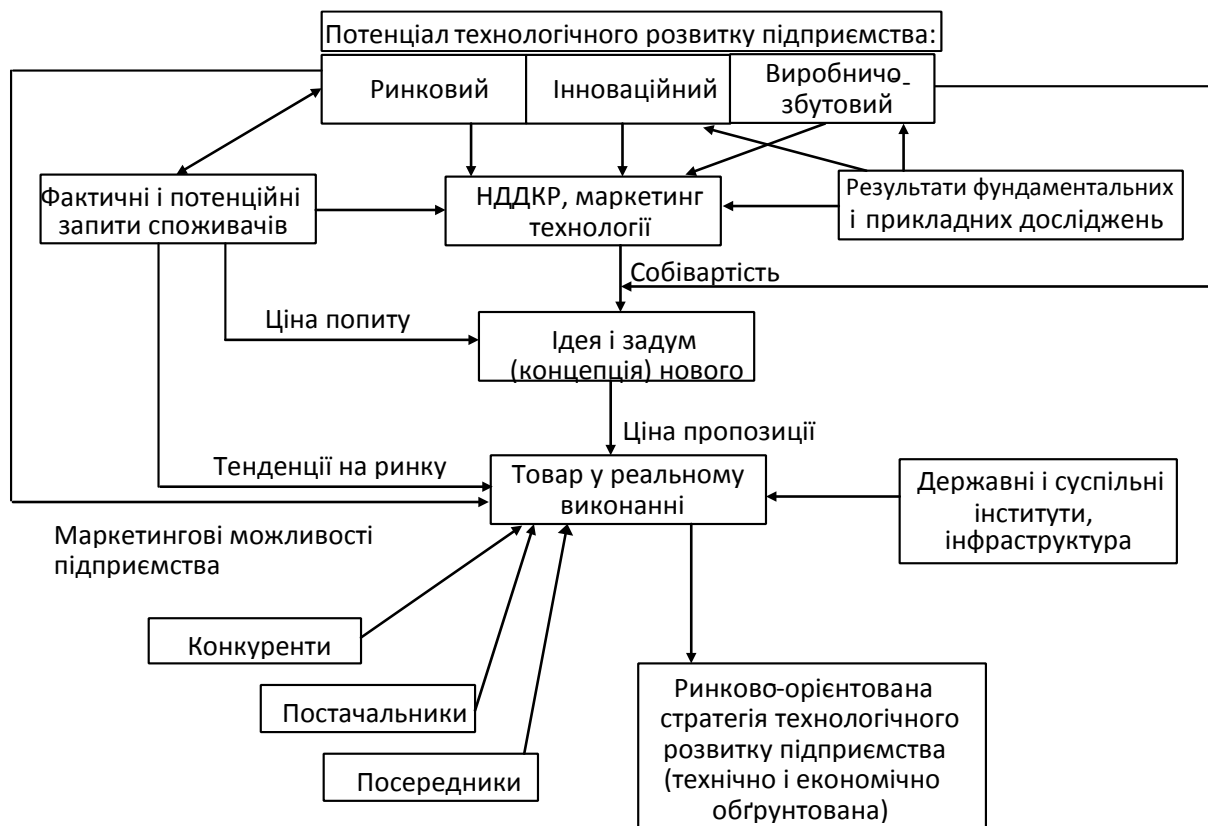 Потенціал технологічного розвитку підприємства:
Ринковий
Інноваційний
Виробничо-
збутовий
Фактичні і потенційні
запити споживачів
НДДКР, маркетинг
технології
Результати фундаментальних
і прикладних досліджень
Собівартість
Ціна попиту
Ідея і задум
(концепція) нового
Ціна пропозиції
Тенденції на ринку
Товар у реальному
виконанні
Державні і суспільні
інститути,
інфраструктура
Маркетингові можливості
підприємства
Конкуренти
Постачальники
Посередники
Ринково-орієнтована
стратегія технологічного
розвитку підприємства
(технічно і економічно
обґрунтована)